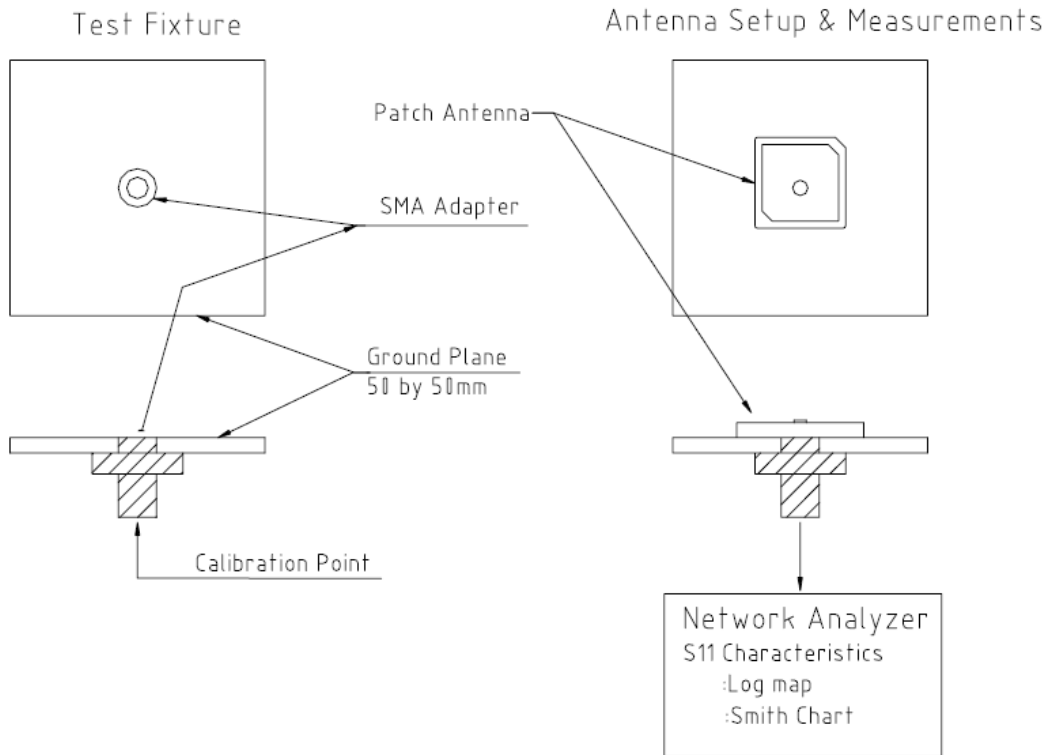 Test Fixture
Antenna Setup & Measurements
Patch Antenna
SMA Adapter
Ground Plane
50 by 50mm
Calibration Point
Network Analyzer
S11 Characteristics
:Log map
:Smith Chart